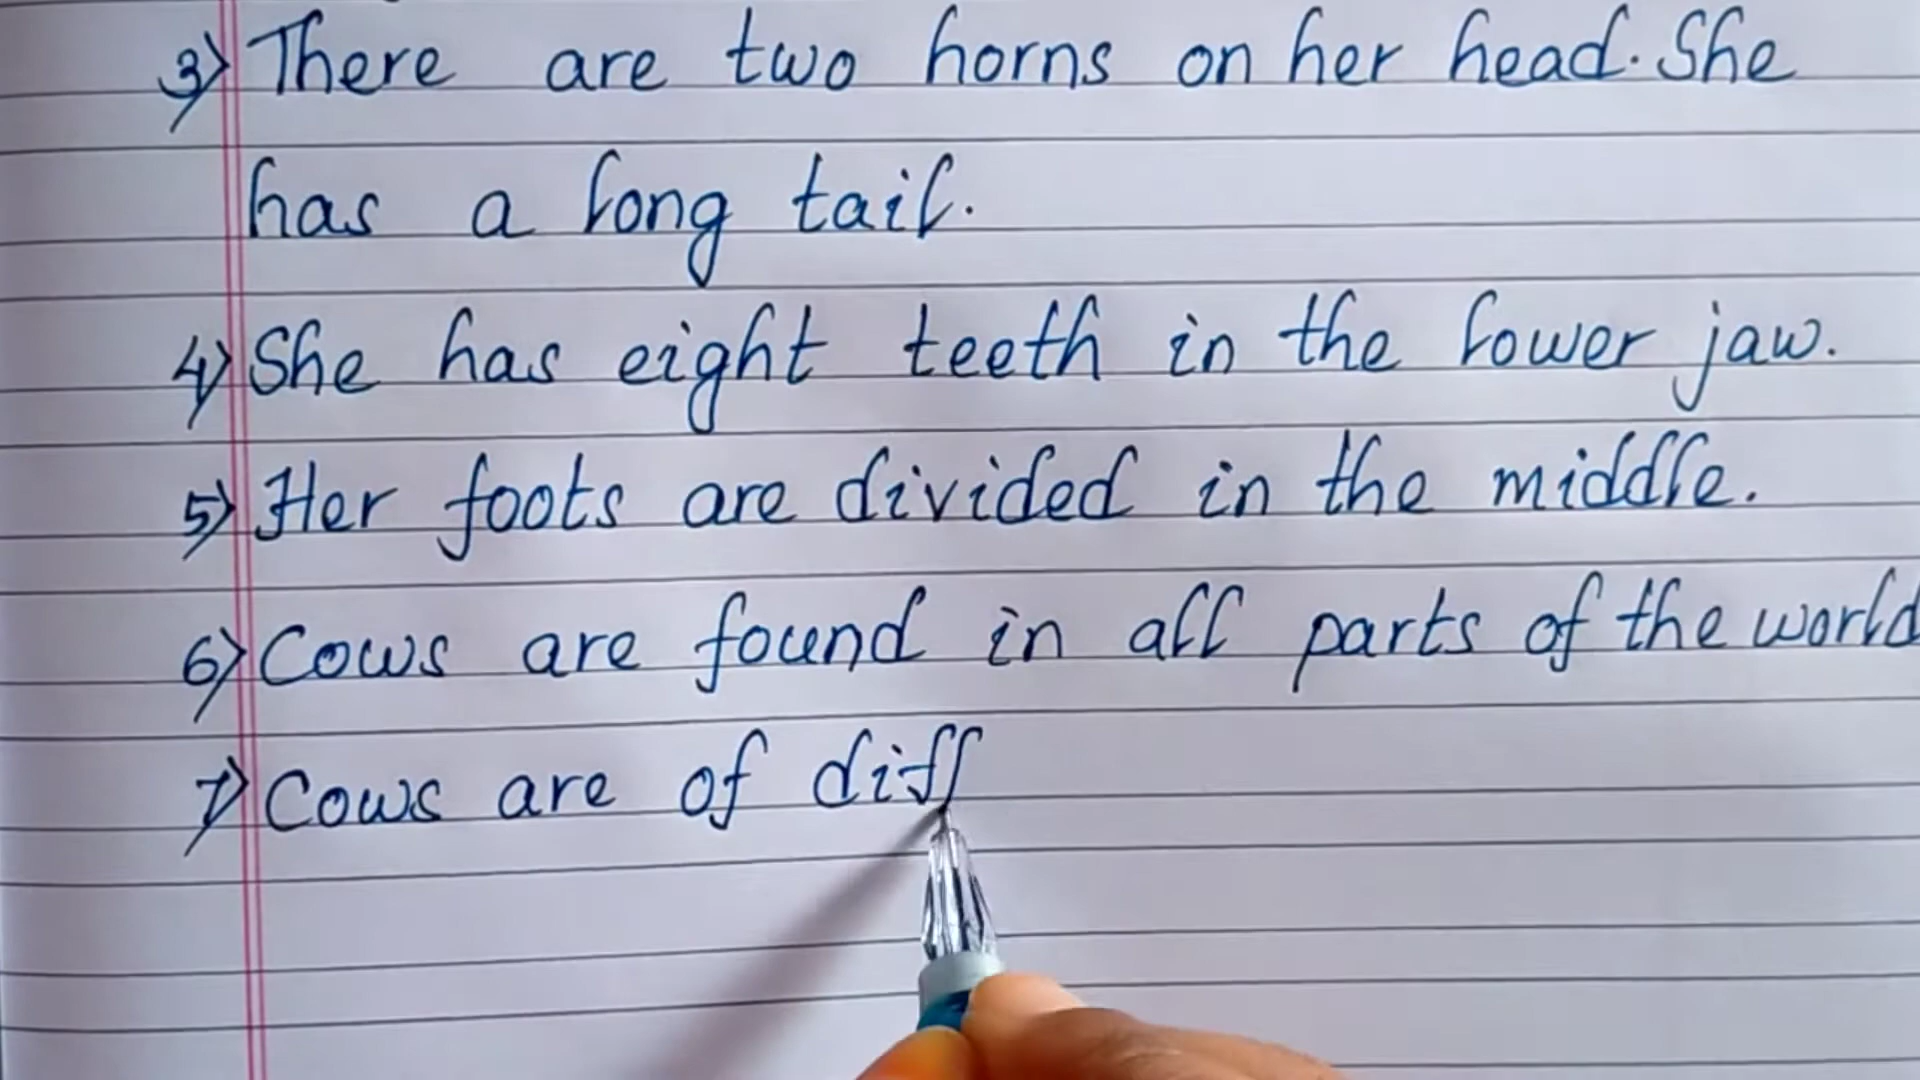 3) There are two horns on her head. She
has a long tail.
4) She has eight teeth in the lower jaw.
5) Her foots are divided in the middle.
6) Cows are found in all parts of the world
7) Cows are of diff